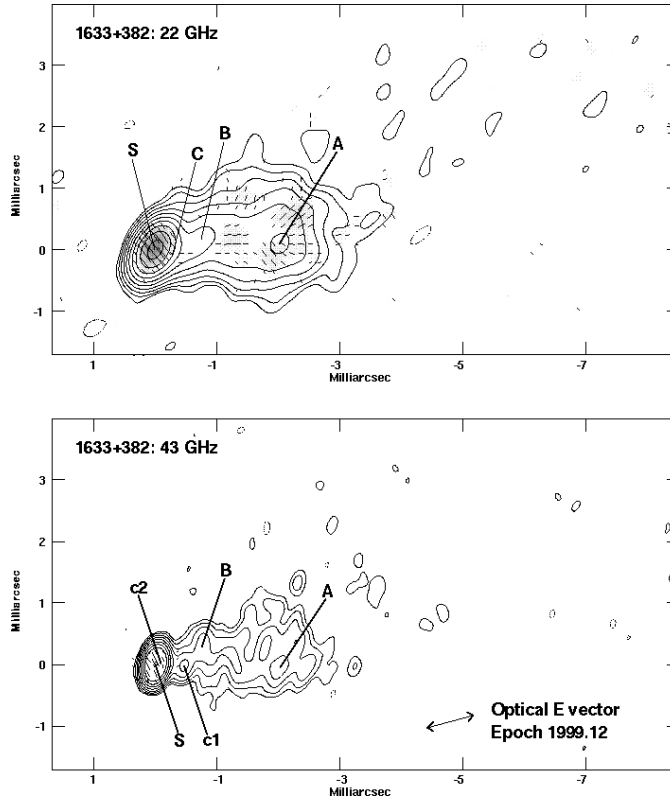 1633+382: 22 GHz
3
2
1
0
-1
Milliarcsec
S
C
B
A
1
-1
-3
-5
-7
Milliarcsec
1633+382: 43 GHz
3
2
1
0
-1
Milliarcsec
c2
B
A
S
c1
Optical E vector
Epoch 1999.12
1
-1
-3
-5
-7
Milliarcsec